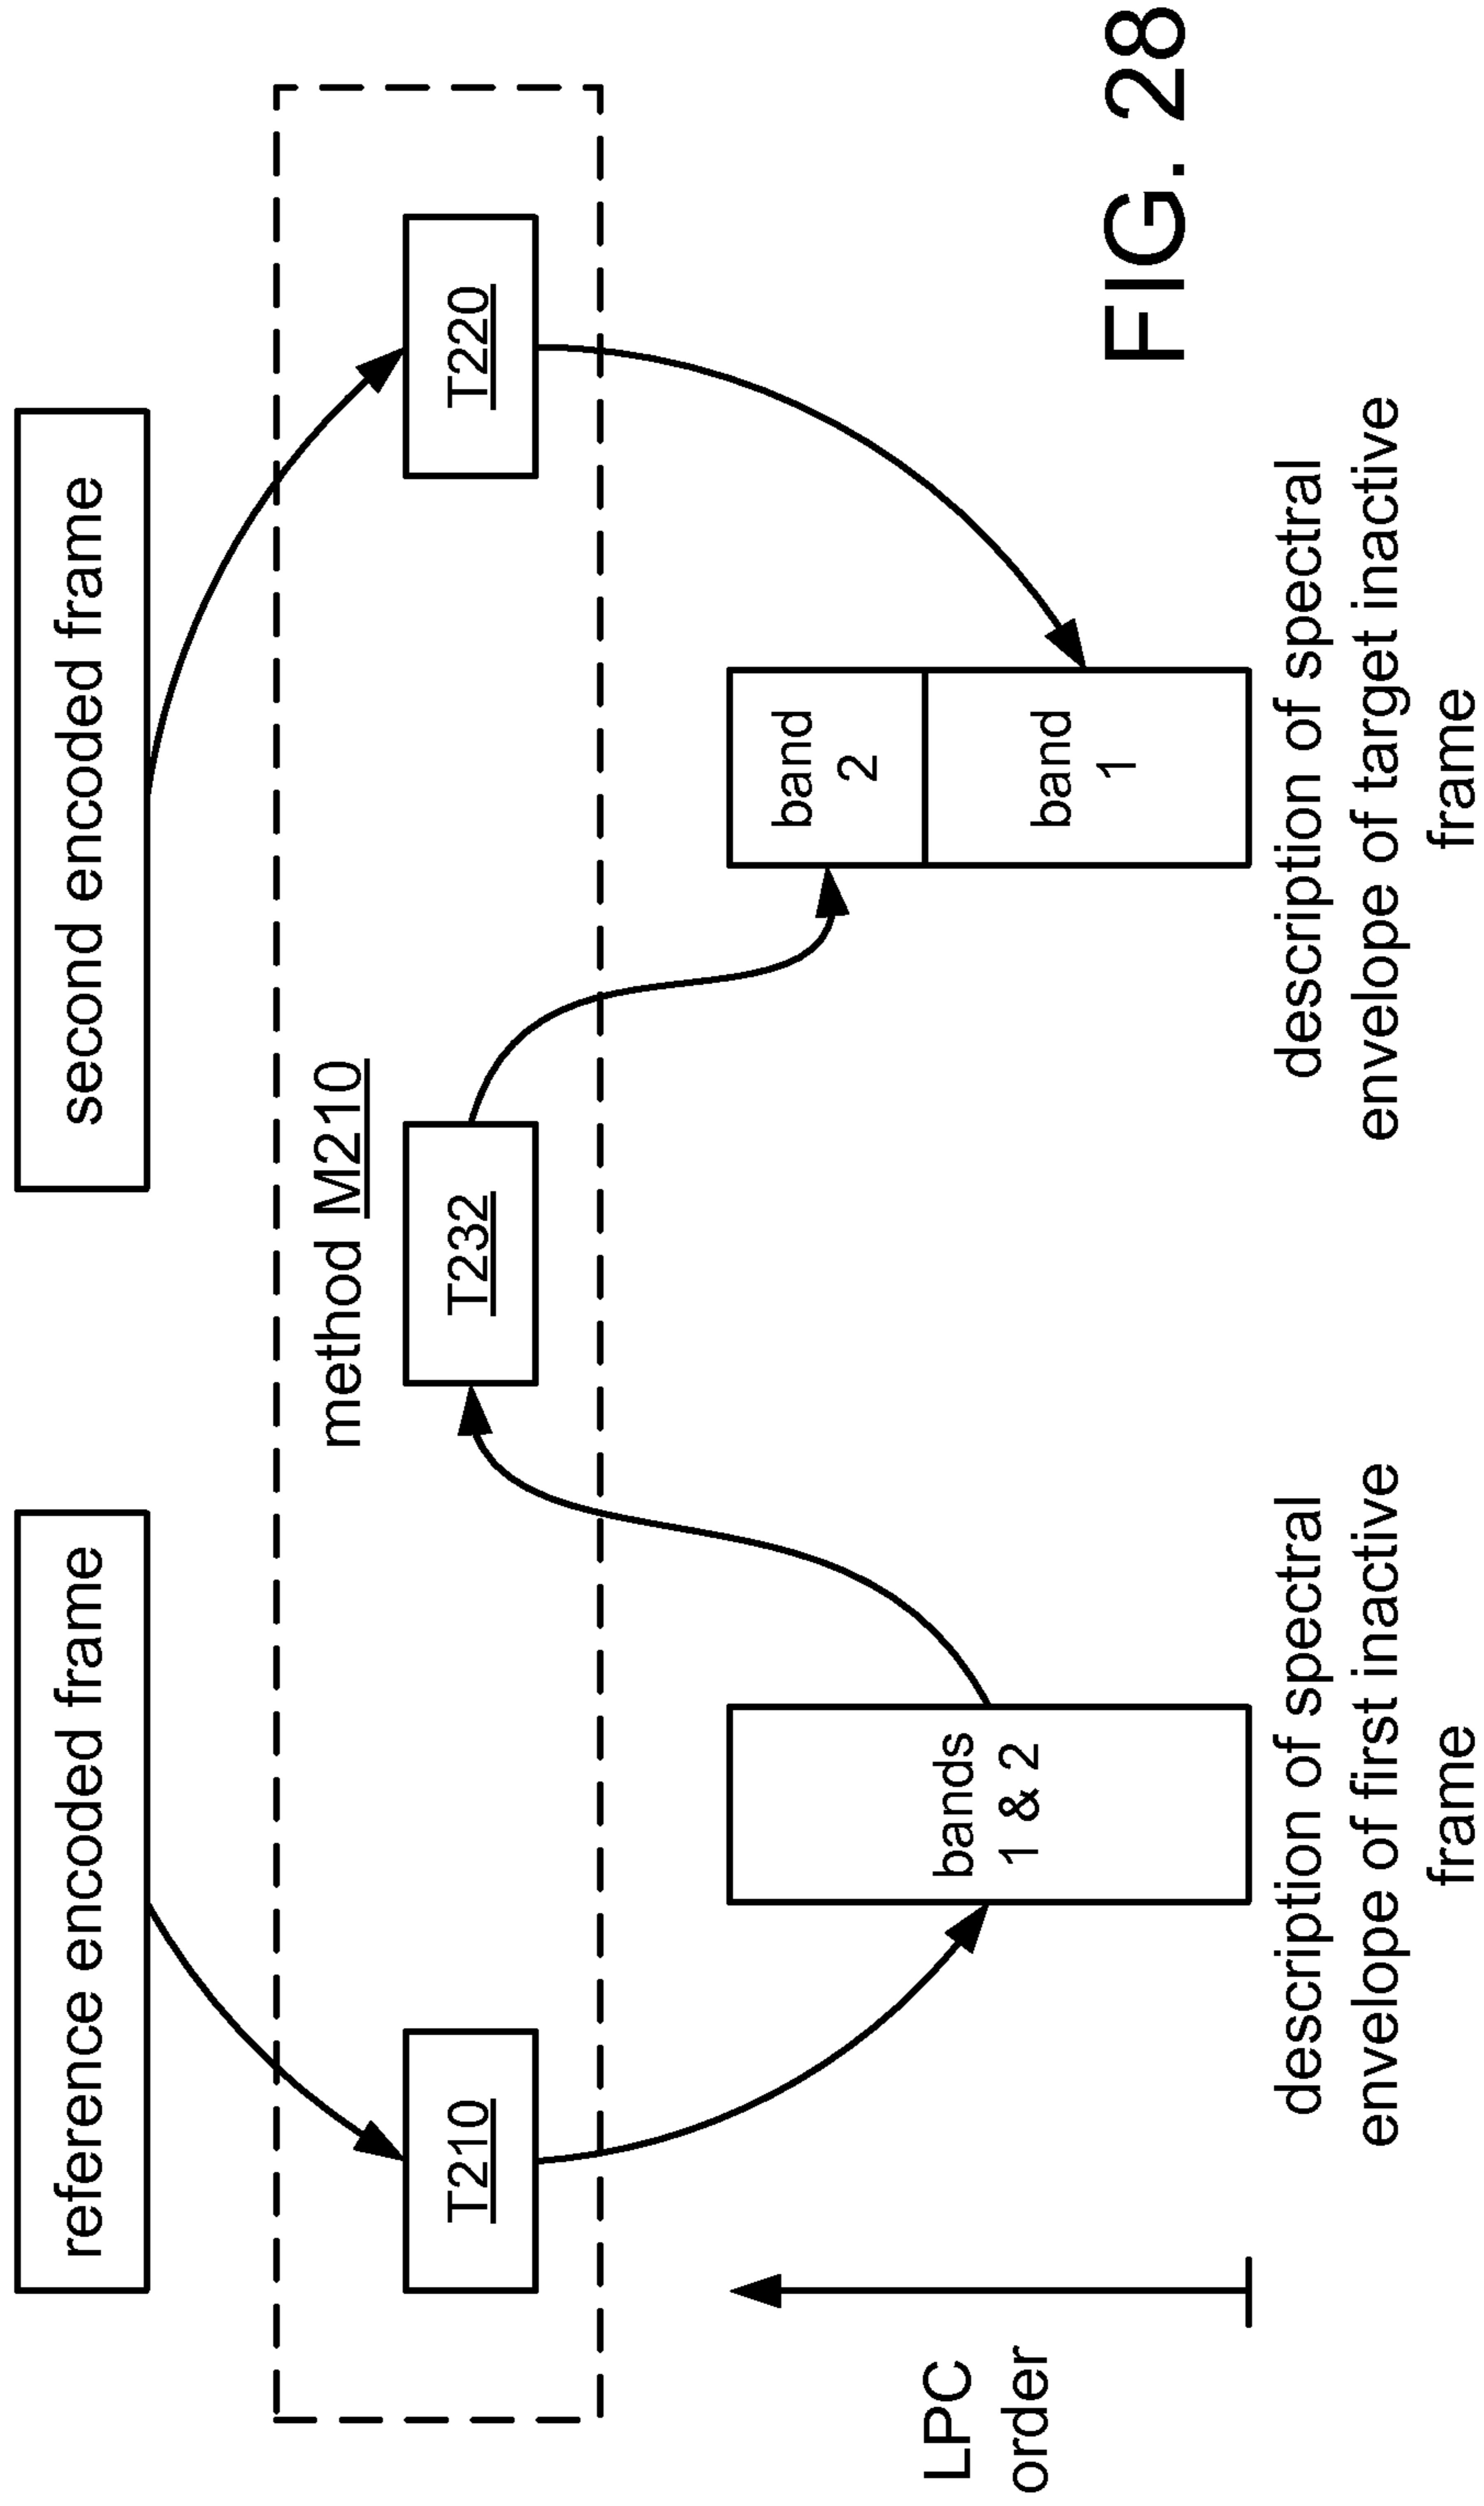 reference encoded frame
second encoded frame
method M210
T210
T232
T220
LPC
order
bands
1 & 2
band
2
band
1
description of spectral
envelope of first inactive
frame
description of spectral
envelope of target inactive
frame
FIG. 28